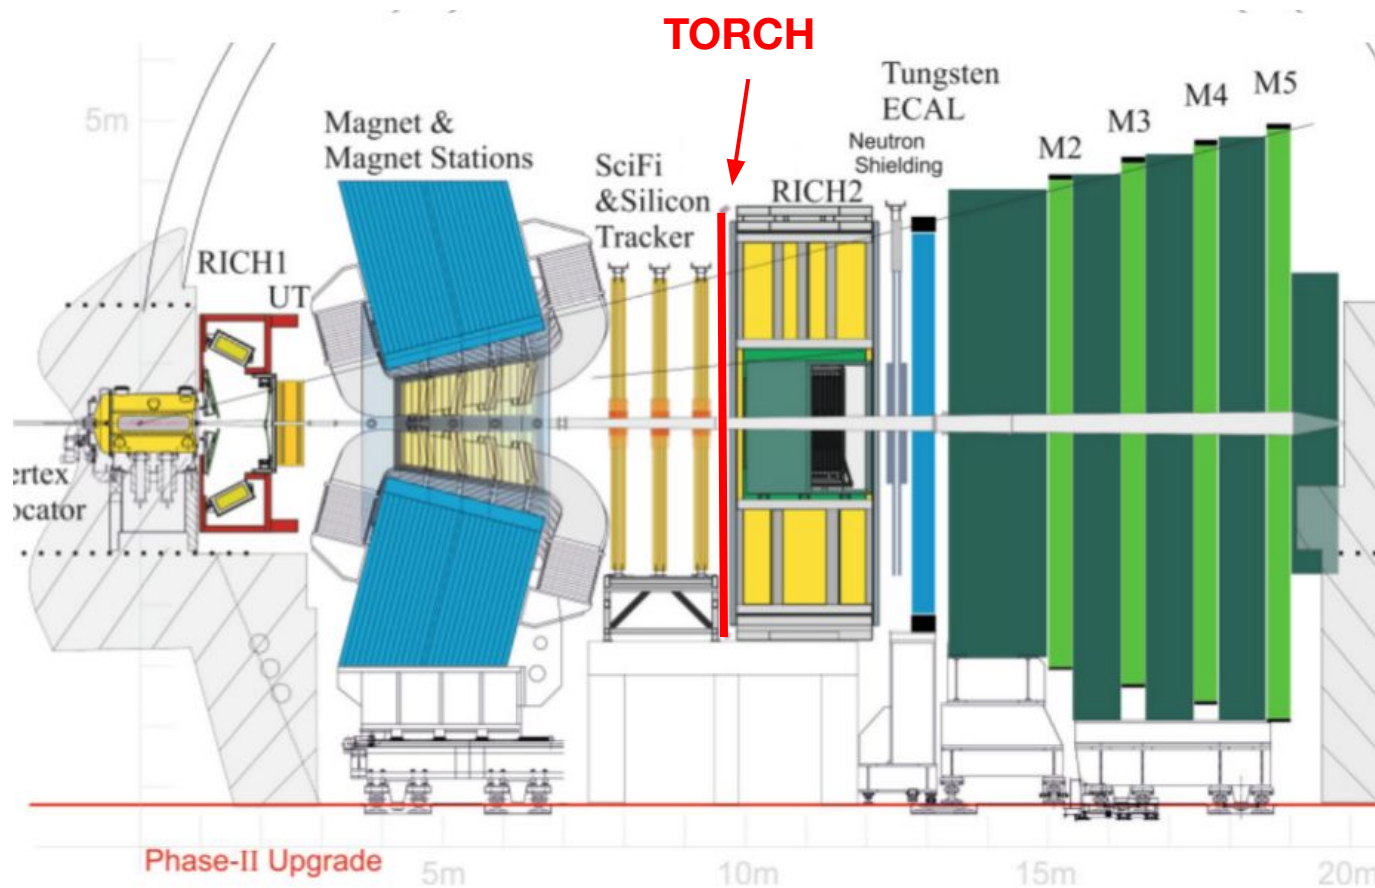 TORCH
Tungsten
ECAL
M5
M4
M3
M2
5m
Magnet &
Magnet Stations
Neutron
Shielding
SciFi
&Silicon
Tracker
RICH2
RICH1
UT
ertex
ocator
Phase-II Upgrade
5m
10m
15m
20m